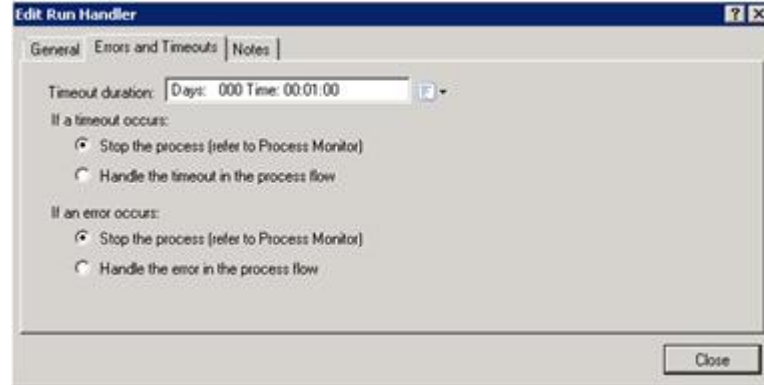 Edit Run Handler
General Errors and Timeouts Notes
Timeout duration: Days: 000 Time: 00:01:00
If a timeout occurs:
Stop the process (refer to Process Monitor)
Handle the timeout in the process flow
If an error occurs:
Stop the process (refer to Process Monitor)
Handle the error in the process flow
Close